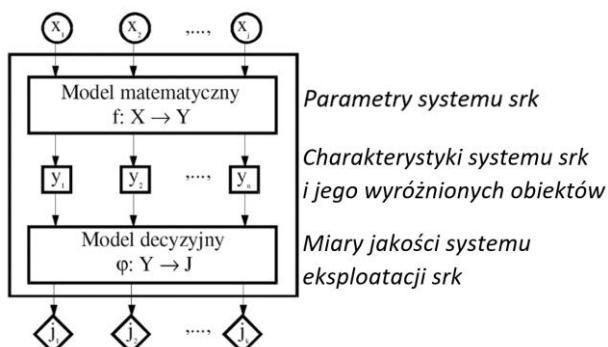 x₁ x₂ ,..., xⱼ
Model matematyczny
f: X → Y
Parametry systemu srk
y₁ y₂ ,..., yₙ
Charakterystyki systemu srk
i jego wyróżnionych obiektów
Model decyzyjny
φ: Y → J
Miary jakości systemu
eksploatacji srk
j₁ j₂ ,..., jₖ